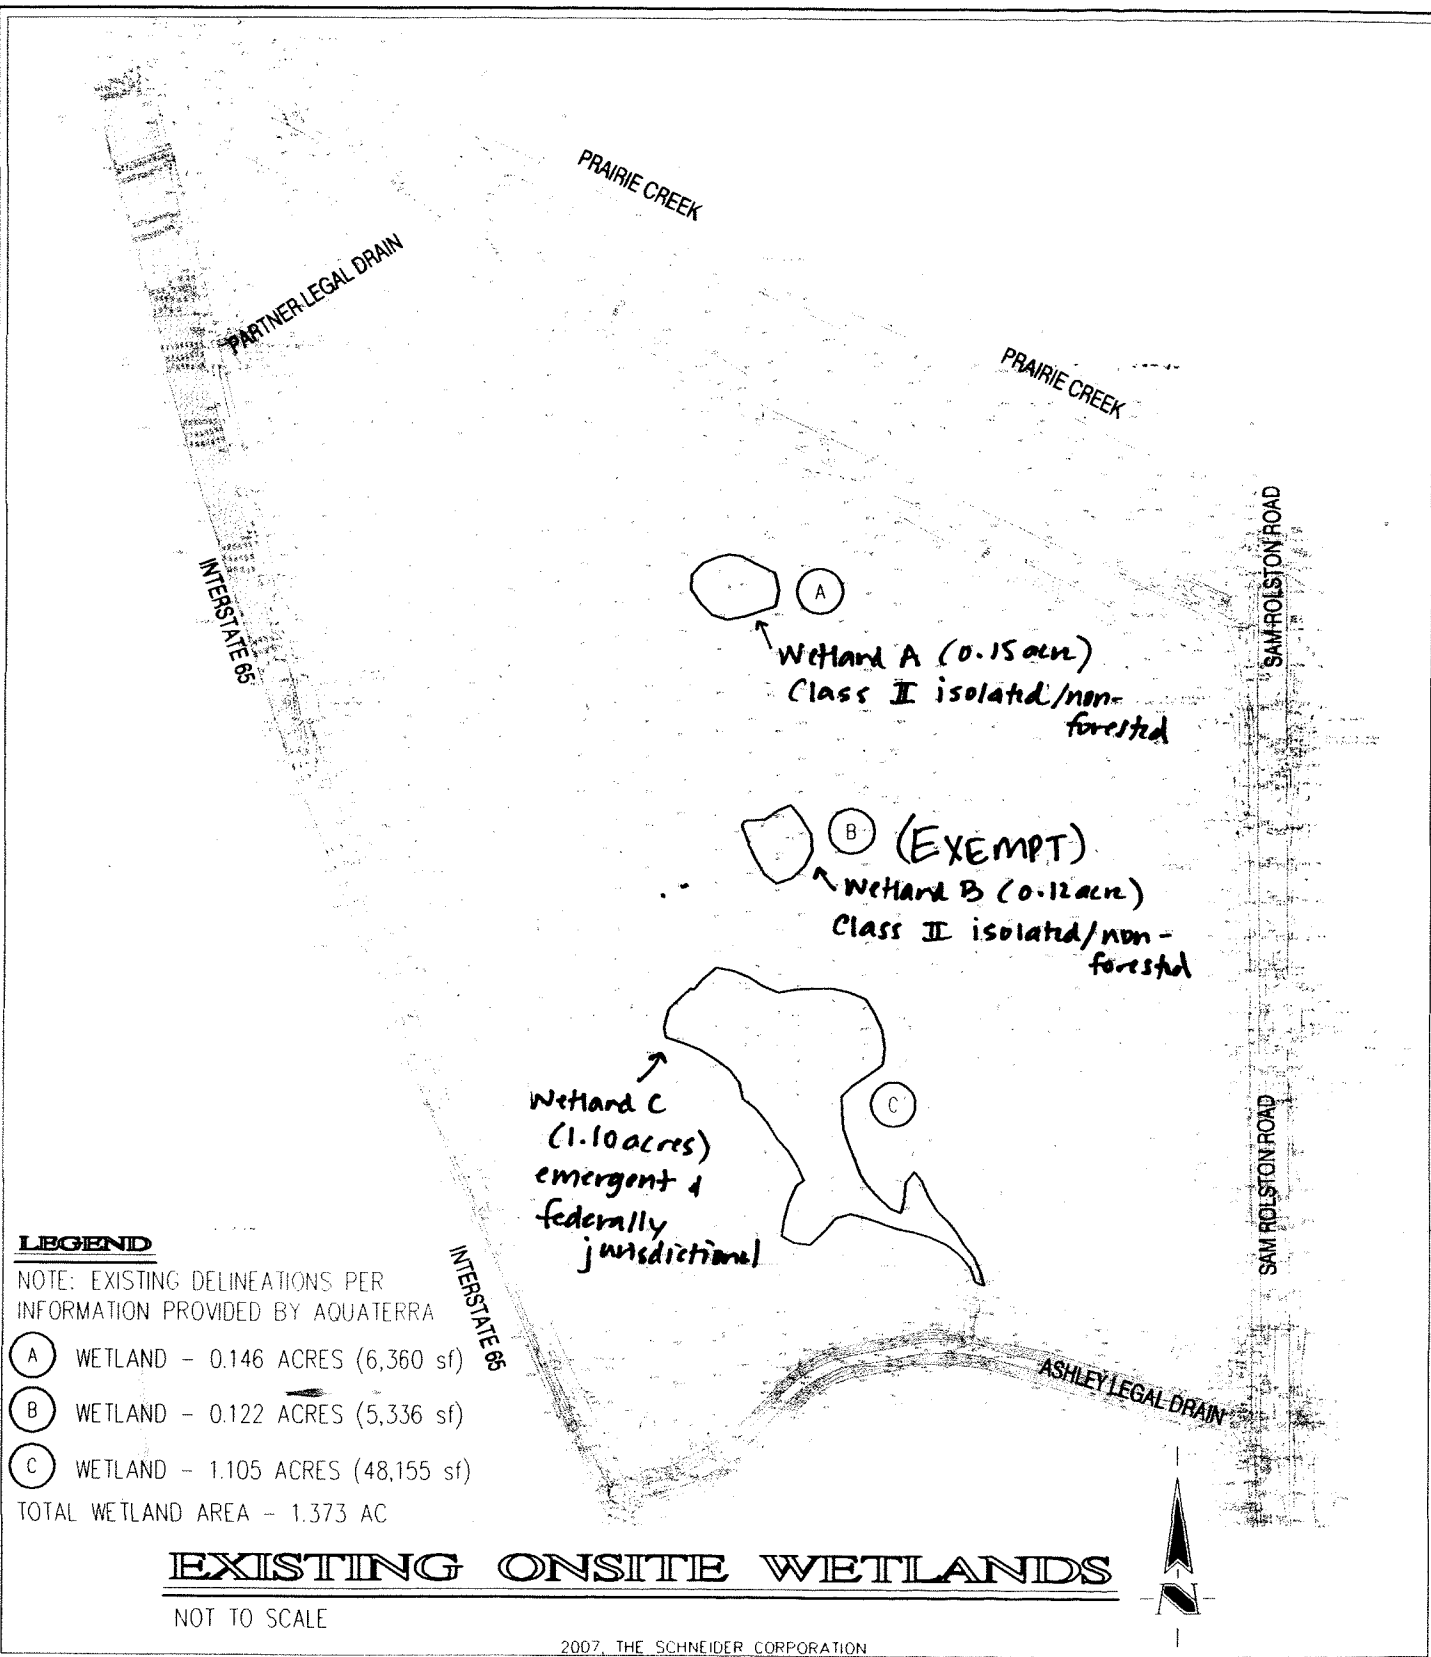 PRAIRIE CREEK
PARTNER LEGAL DRAIN
PRAIRIE CREEK
SAM ROLSTON ROAD
INTERSTATE 65
A
Wetland A (0.15 acre)
Class II isolated/non-
forested
B
(EXEMPT)
Wetland B (0.12 acre)
Class II isolated/non-
forested
Wetland C
(1.10 acres)
emergent &
federally
jurisdictional
C
SAM ROLSTON ROAD
INTERSTATE 65
ASHLEY LEGAL DRAIN
LEGEND
NOTE: EXISTING DELINEATIONS PER
INFORMATION PROVIDED BY AQUATERRA
A WETLAND - 0.146 ACRES (6,360 sf)
B WETLAND - 0.122 ACRES (5,336 sf)
C WETLAND - 1.105 ACRES (48,155 sf)
TOTAL WETLAND AREA - 1.373 AC
EXISTING ONSITE WETLANDS
NOT TO SCALE
N
2007, THE SCHNEIDER CORPORATION